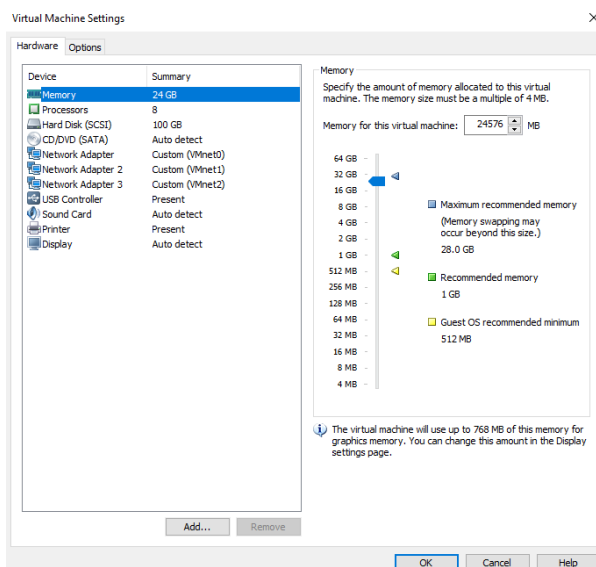 Virtual Machine Settings
Hardware Options
Device Summary
Memory 24 GB
Processors 8
Hard Disk (SCSI) 100 GB
CD/DVD (SATA) Auto detect
Network Adapter Custom (VMnet0)
Network Adapter 2 Custom (VMnet1)
Network Adapter 3 Custom (VMnet2)
USB Controller Present
Sound Card Auto detect
Printer Present
Display Auto detect
Add... Remove
Memory
Specify the amount of memory allocated to this virtual
machine. The memory size must be a multiple of 4 MB.
Memory for this virtual machine: 24576 MB
64 GB
32 GB
16 GB
8 GB
4 GB
2 GB
1 GB
512 MB
256 MB
128 MB
64 MB
32 MB
16 MB
8 MB
4 MB
Maximum recommended memory
(Memory swapping may
occur beyond this size.)
28.0 GB
Recommended memory
1 GB
Guest OS recommended minimum
512 MB
The virtual machine will use up to 768 MB of this memory for
graphics memory. You can change this amount in the Display
settings page.
OK Cancel Help